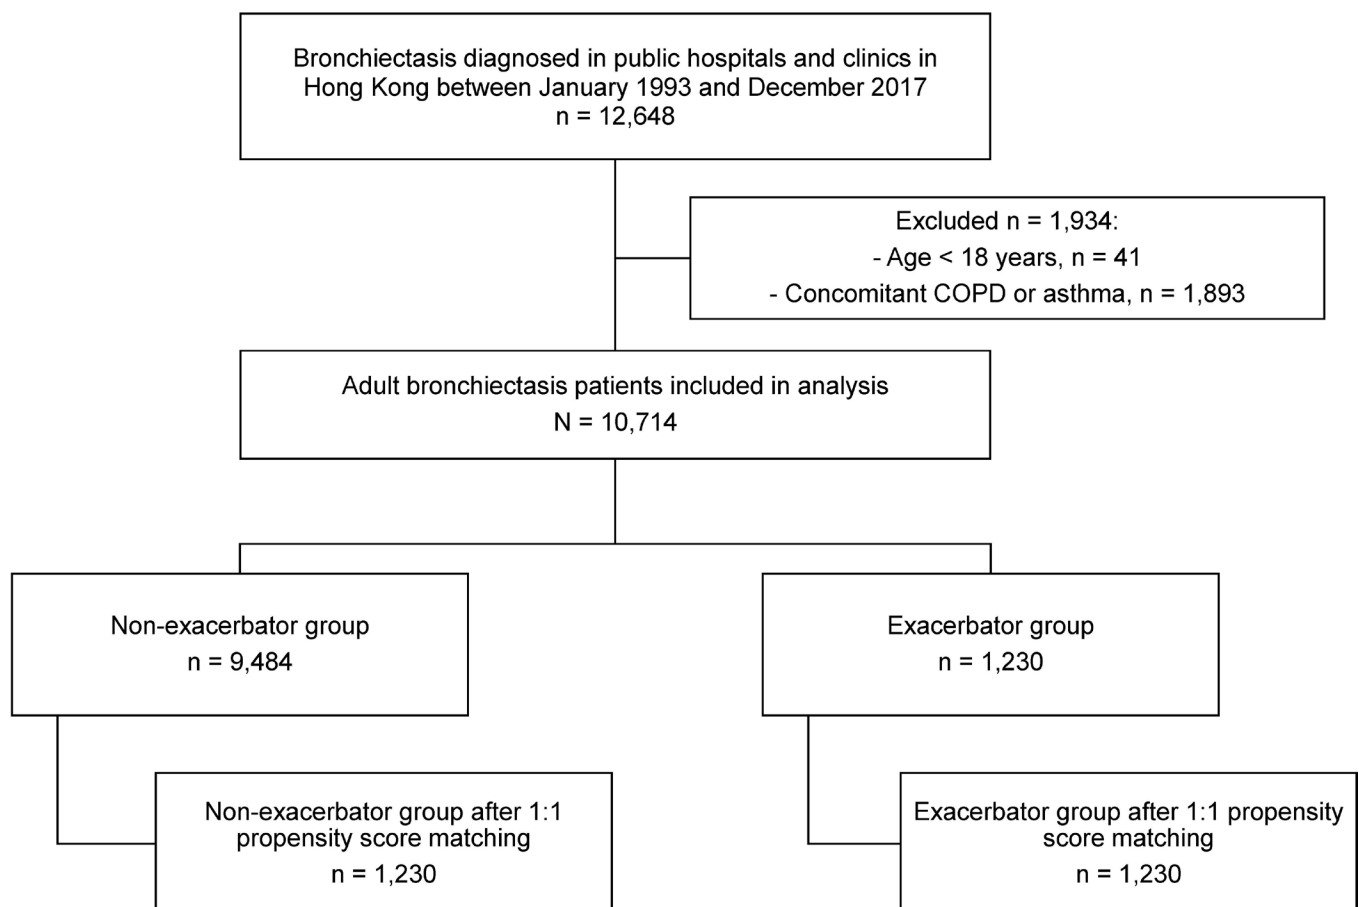 Bronchiectasis diagnosed in public hospitals and clinics in
Hong Kong between January 1993 and December 2017
n = 12,648
Excluded n = 1,934:
- Age < 18 years, n = 41
- Concomitant COPD or asthma, n = 1,893
Adult bronchiectasis patients included in analysis
N = 10,714
Non-exacerbator group
n = 9,484
Exacerbator group
n = 1,230
Non-exacerbator group after 1:1
propensity score matching
n = 1,230
Exacerbator group after 1:1 propensity
score matching
n = 1,230